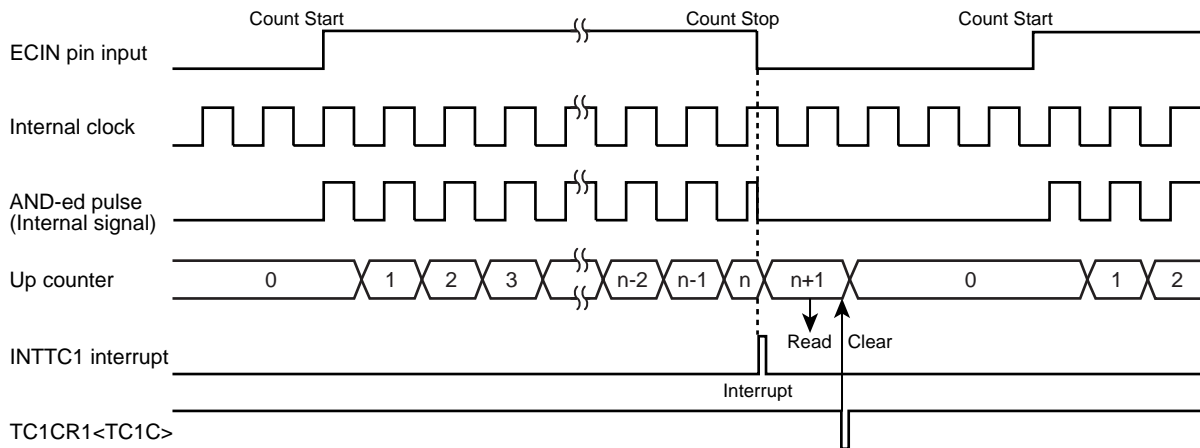 Count Start
Count Stop
Count Start
ECIN pin input
Internal clock
AND-ed pulse
(Internal signal)
Up counter
0
1
2
3
n-2
n-1
n
n+1
0
1
2
Read
Clear
INTTC1 interrupt
Interrupt
TC1CR1<TC1C>